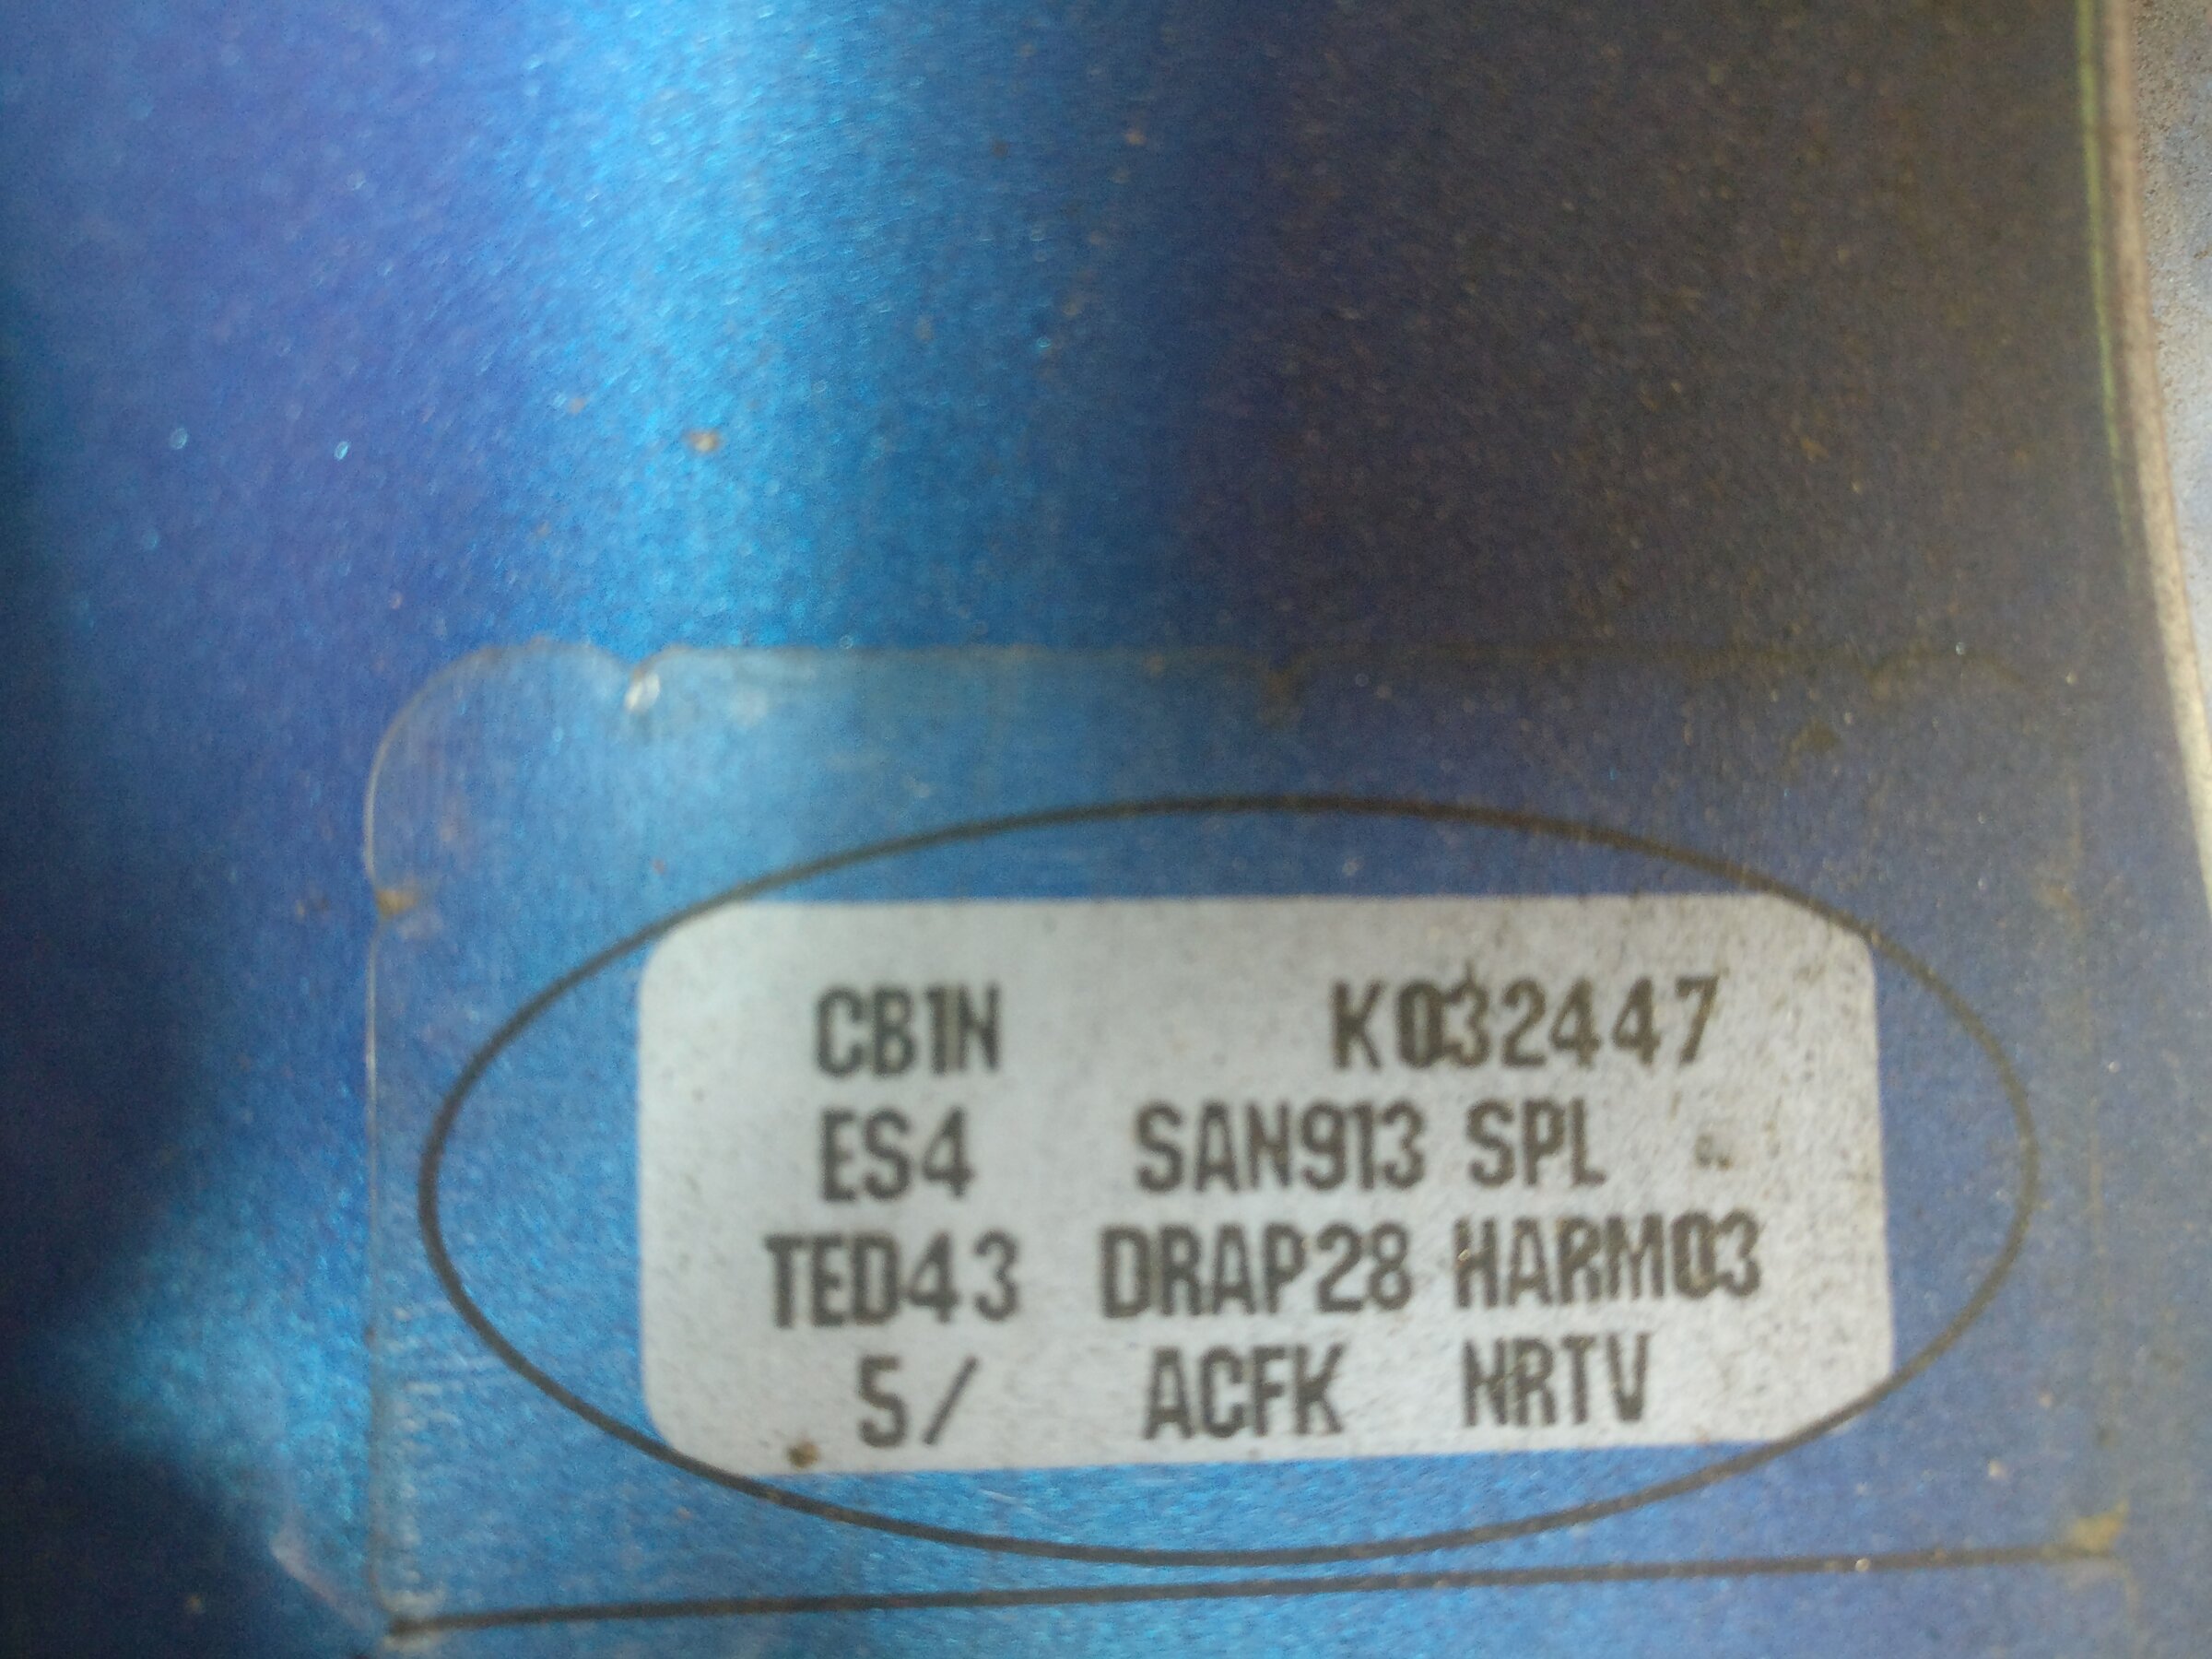 CB1N K032447
ES4 SAN913 SPL
TED43 DRAP28 HARM03
5/ ACFK NRTV